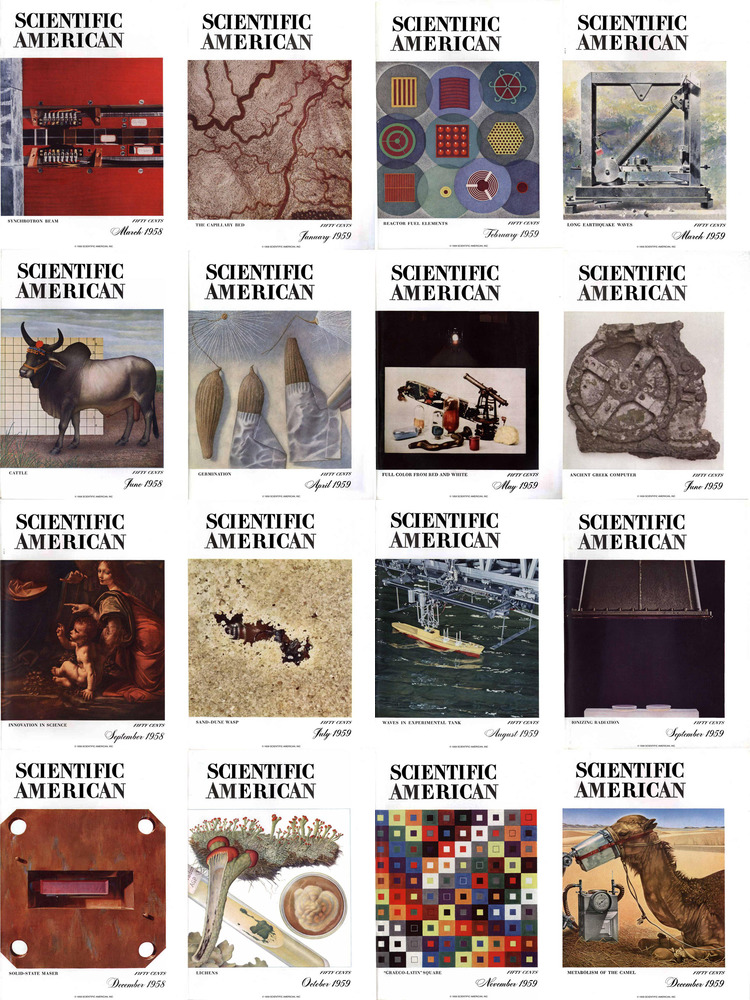 SCIENTIFIC
AMERICAN
SYNCHROTRON BEAM
FIFTY CENTS
March 1958
SCIENTIFIC
AMERICAN
THE CAPILLARY BED
FIFTY CENTS
January 1959
© 1958 SCIENTIFIC AMERICAN, INC
SCIENTIFIC
AMERICAN
REACTOR FUEL ELEMENTS
FIFTY CENTS
February 1959
SCIENTIFIC
AMERICAN
LONG EARTHQUAKE WAVES
FIFTY CENTS
March 1959
SCIENTIFIC
AMERICAN
CATTLE
FIFTY CENTS
June 1958
SCIENTIFIC
AMERICAN
GERMINATION
FIFTY CENTS
April 1959
SCIENTIFIC
AMERICAN
FULL COLOR FROM RED AND WHITE
FIFTY CENTS
May 1959
SCIENTIFIC
AMERICAN
ANCIENT GREEK COMPUTER
FIFTY CENTS
June 1959
SCIENTIFIC
AMERICAN
INNOVATION IN SCIENCE
FIFTY CENTS
September 1958
SCIENTIFIC
AMERICAN
SAND-DUNE WASP
FIFTY CENTS
July 1959
SCIENTIFIC
AMERICAN
WAVES IN EXPERIMENTAL TANK
FIFTY CENTS
August 1959
SCIENTIFIC
AMERICAN
IONIZING RADIATION
FIFTY CENTS
September 1959
SCIENTIFIC
AMERICAN
SOLID-STATE MASER
FIFTY CENTS
December 1958
SCIENTIFIC
AMERICAN
LICHENS
FIFTY CENTS
October 1959
SCIENTIFIC
AMERICAN
"GRAECO-LATIN" SQUARE
FIFTY CENTS
November 1959
SCIENTIFIC
AMERICAN
METABOLISM OF THE CAMEL
FIFTY CENTS
December 1959